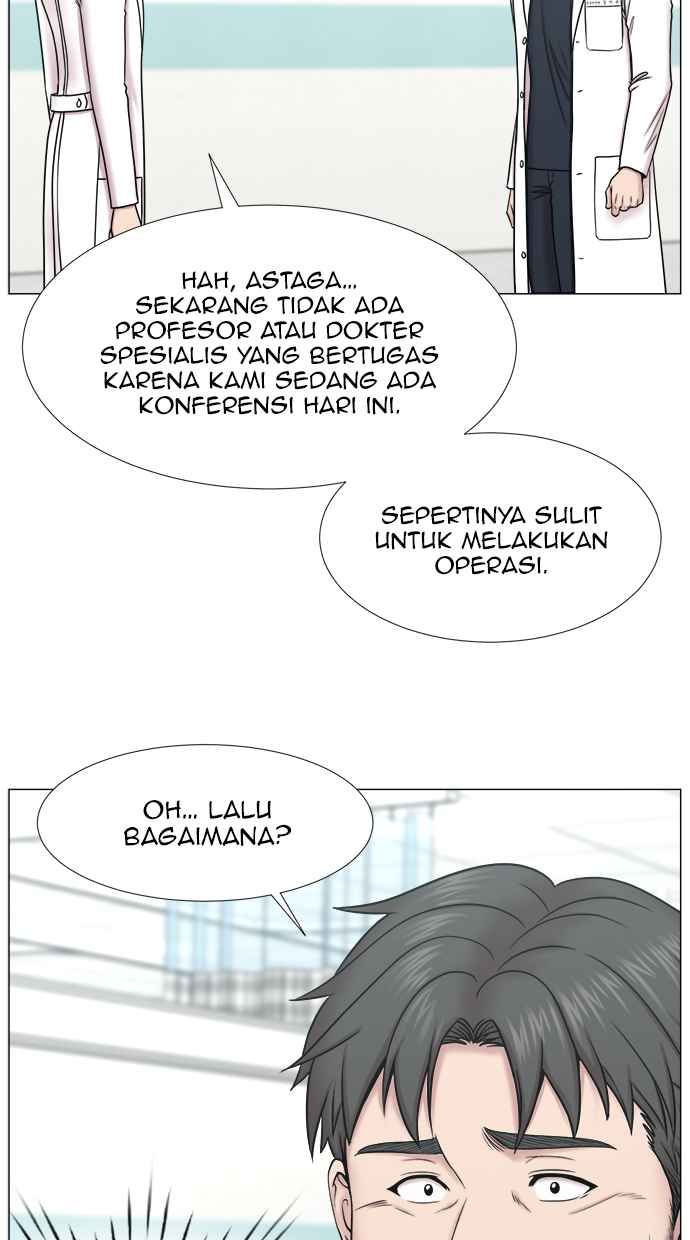 HAH, ASTAGA...
SEKARANG TIDAK ADA
PROFESOR ATAU DOKTER
SPESIALIS YANG BERTUGAS
KARENA KAMI SEDANG ADA
KONFERENSI HARI INI.
SEPERTINYA SULIT
UNTUK MELAKUKAN
OPERASI.
OH... LALU
BAGAIMANA?